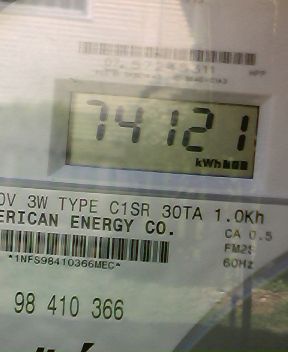 74121
kWh
0V 3W TYPE C1SR 30TA 1.0Kh
ERICAN ENERGY CO.
CA 0.5
FM2S
60Hz
*1NFS98410366MEC*
98 410 366